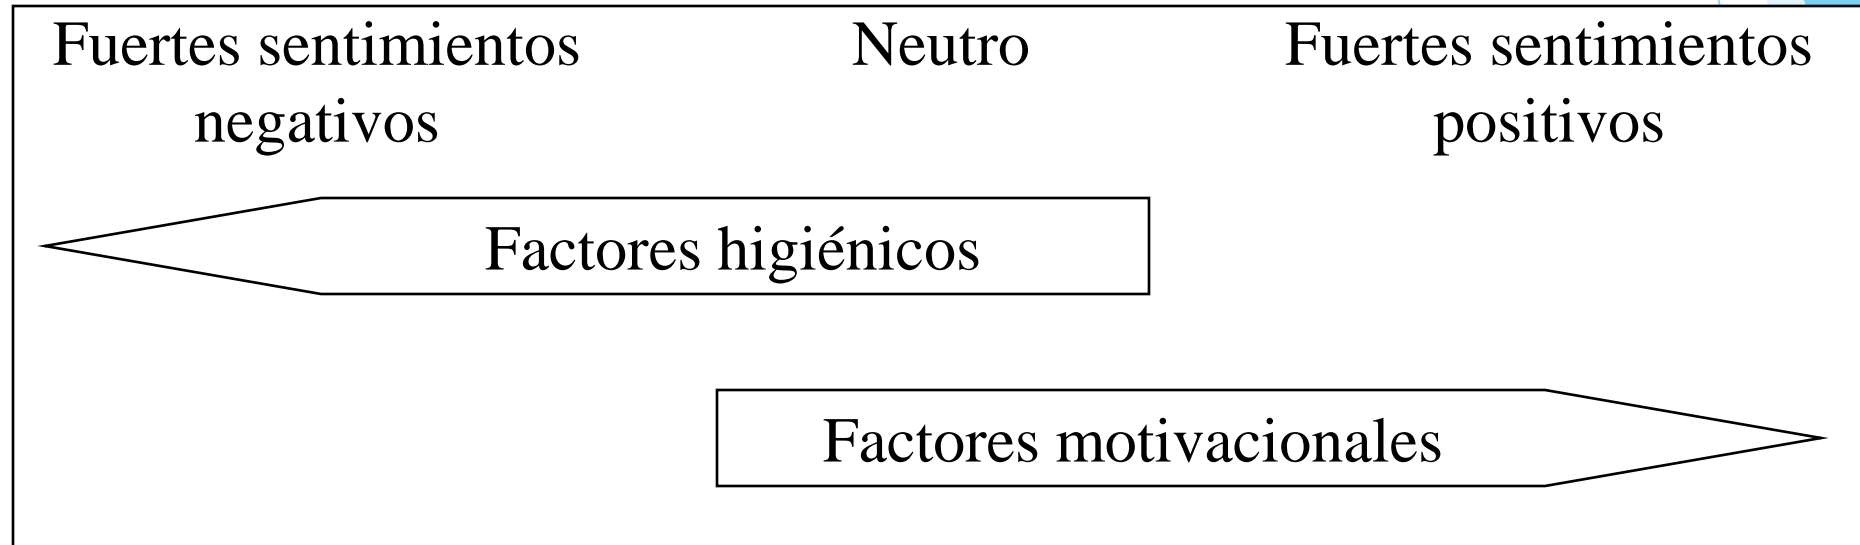 Fuertes sentimientos
negativos
Neutro
Fuertes sentimientos
positivos
Factores higiénicos
Factores motivacionales